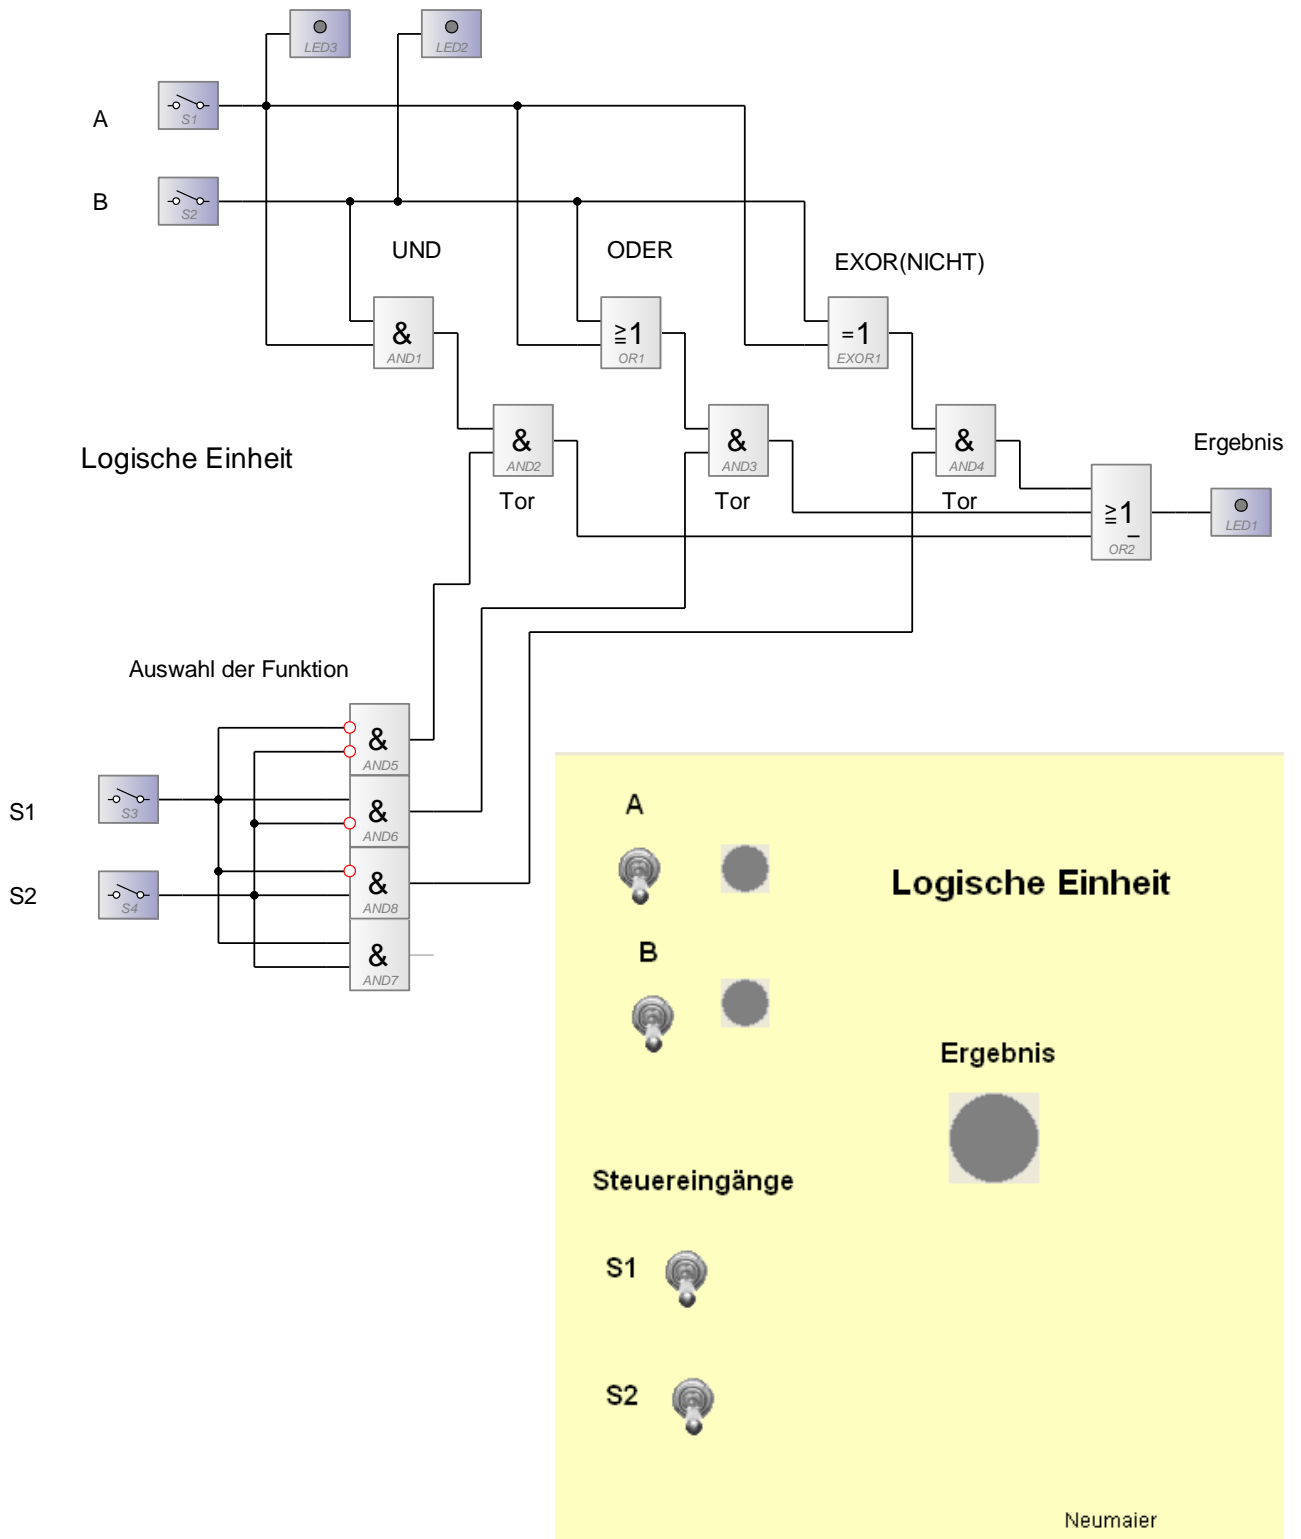 LED3
LED2
A
S1
B
S2
UND
ODER
EXOR(NICHT)
&
AND1
≧1
OR1
=1
EXOR1
Logische Einheit
&
AND2
&
AND3
&
AND4
Ergebnis
Tor
Tor
Tor
≧1
OR2
LED1
Auswahl der Funktion
&
AND5
S1
S3
&
AND6
S2
S4
&
AND8
&
AND7
A
Logische Einheit
B
Ergebnis
Steuereingänge
S1
S2
Neumaier